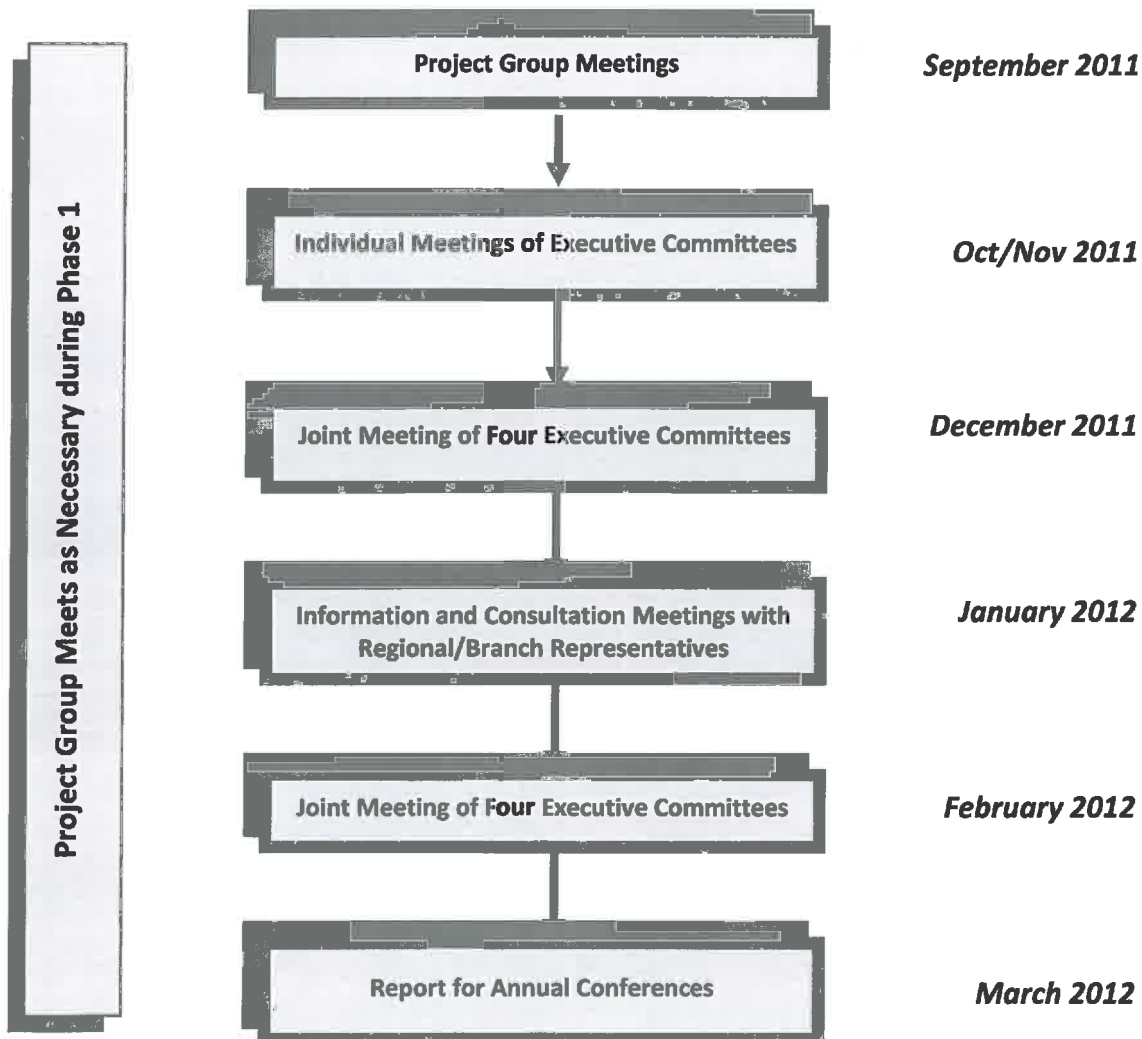 Project Group Meets as Necessary during Phase 1
Project Group Meetings
September 2011
Individual Meetings of Executive Committees
Oct/Nov 2011
Joint Meeting of Four Executive Committees
December 2011
Information and Consultation Meetings with
Regional/Branch Representatives
January 2012
Joint Meeting of Four Executive Committees
February 2012
Report for Annual Conferences
March 2012